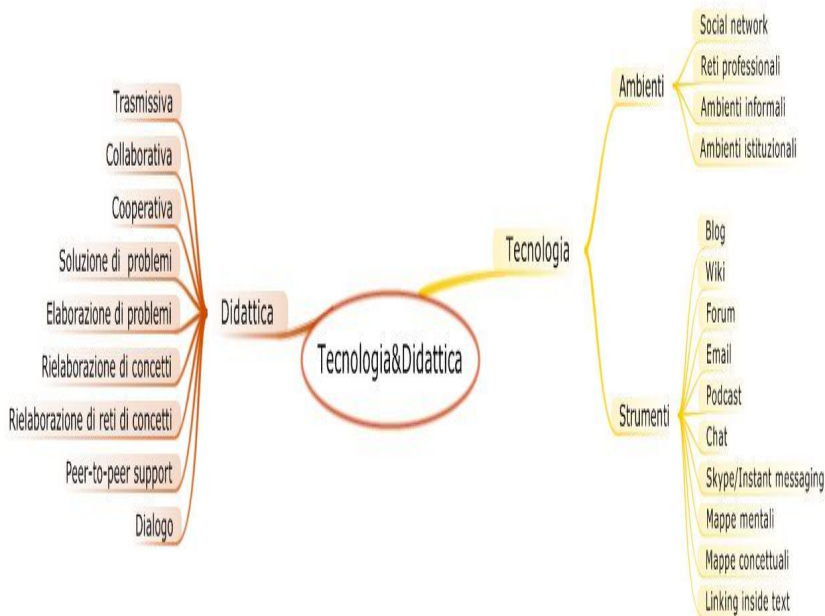 Tecnologia&Didattica
Didattica
Trasmissiva
Collaborativa
Cooperativa
Soluzione di problemi
Elaborazione di problemi
Rielaborazione di concetti
Rielaborazione di reti di concetti
Peer-to-peer support
Dialogo
Tecnologia
Ambienti
Social network
Reti professionali
Ambienti informali
Ambienti istituzionali
Strumenti
Blog
Wiki
Forum
Email
Podcast
Chat
Skype/Instant messaging
Mappe mentali
Mappe concettuali
Linking inside text